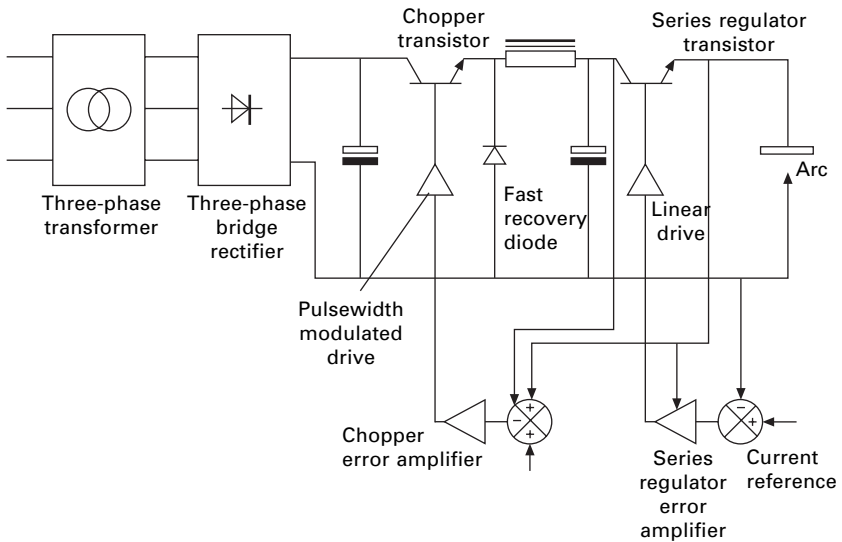 Chopper
transistor
Series regulator
transistor
Three-phase
transformer
Three-phase
bridge
rectifier
Fast
recovery
diode
Linear
drive
Arc
Pulsewidth
modulated
drive
Chopper
error amplifier
+
−
+
Series
regulator
error
amplifier
−
+
Current
reference